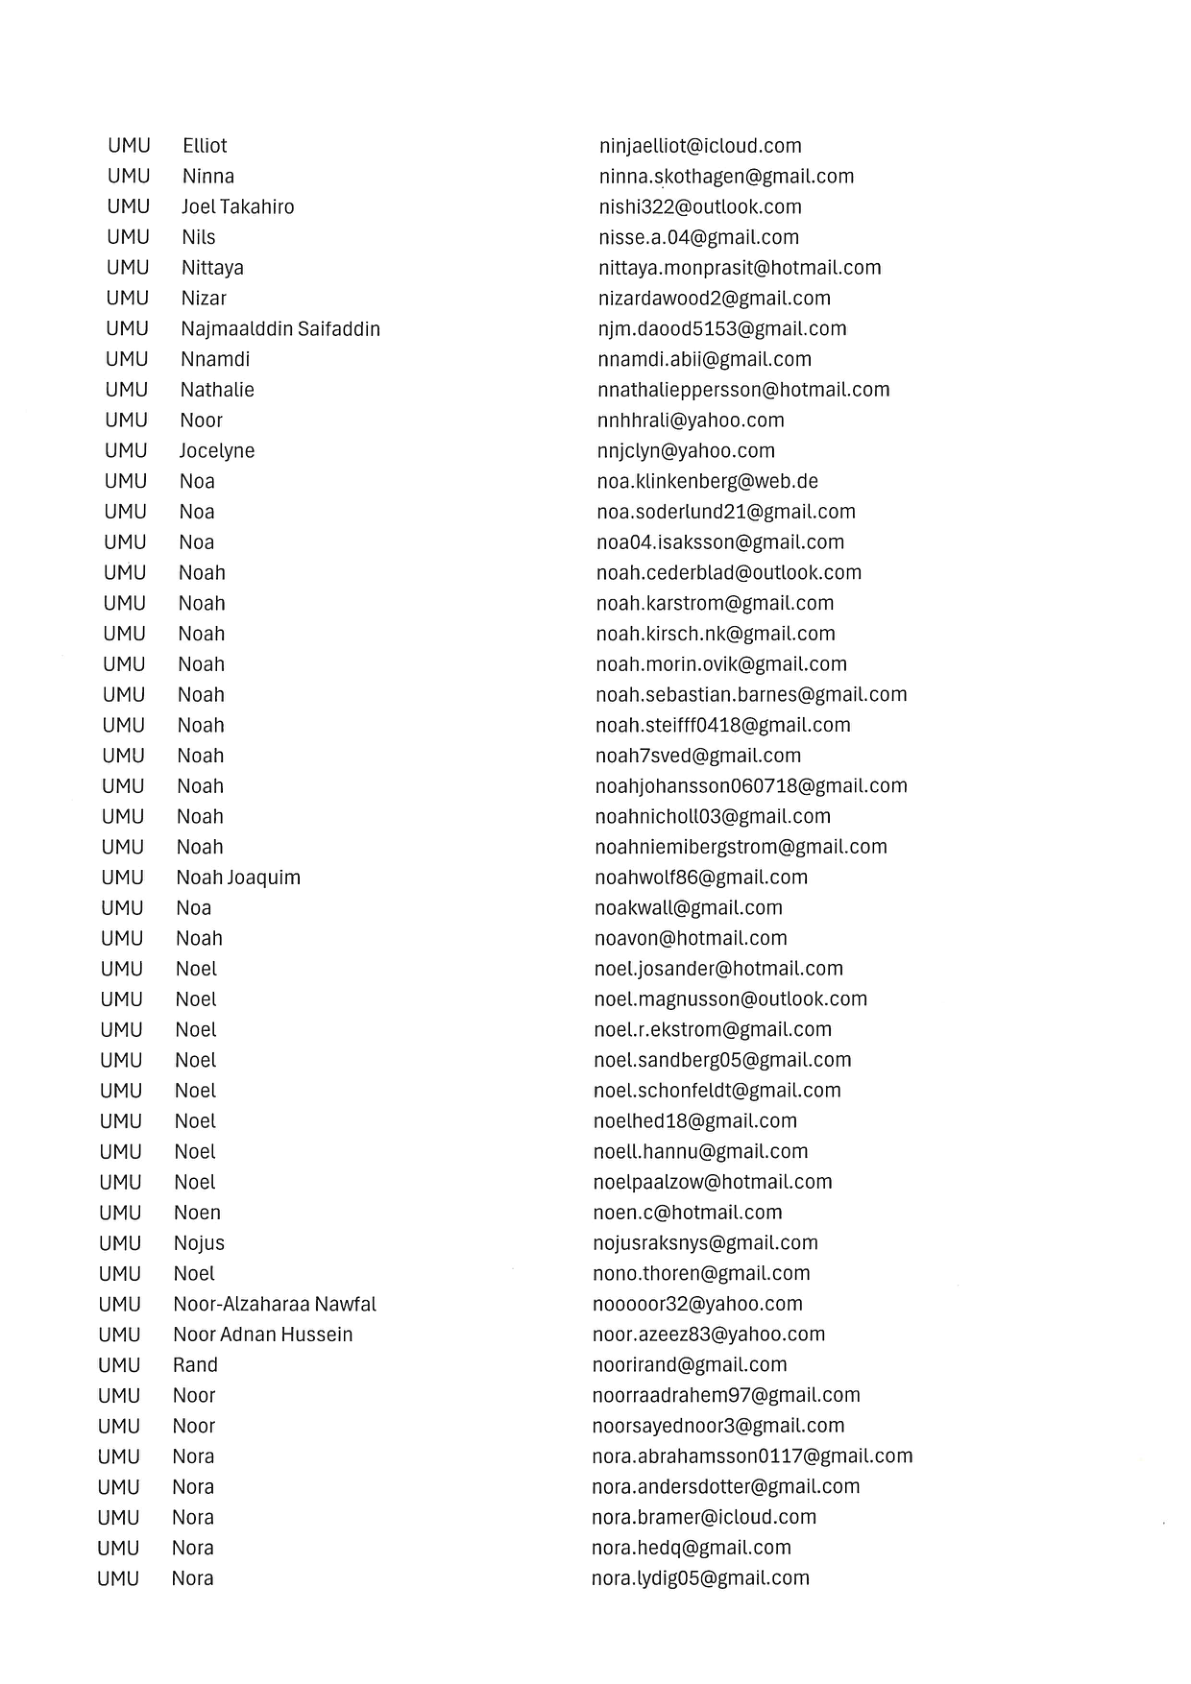 UMU Elliot ninjaelliot@icloud.com
UMU Ninna ninna.skothagen@gmail.com
UMU Joel Takahiro nishi322@outlook.com
UMU Nils nisse.a.04@gmail.com
UMU Nittaya nittaya.monprasit@hotmail.com
UMU Nizar nizardawood2@gmail.com
UMU Najmaalddin Saifaddin njm.daood5153@gmail.com
UMU Nnamdi nnamdi.abii@gmail.com
UMU Nathalie nnathalieppersson@hotmail.com
UMU Noor nnhhrali@yahoo.com
UMU Jocelyne nnjclyn@yahoo.com
UMU Noa noa.klinkenberg@web.de
UMU Noa noa.soderlund21@gmail.com
UMU Noa noa04.isaksson@gmail.com
UMU Noah noah.cederblad@outlook.com
UMU Noah noah.karstrom@gmail.com
UMU Noah noah.kirsch.nk@gmail.com
UMU Noah noah.morin.ovik@gmail.com
UMU Noah noah.sebastian.barnes@gmail.com
UMU Noah noah.steifff0418@gmail.com
UMU Noah noah7sved@gmail.com
UMU Noah noahjohansson060718@gmail.com
UMU Noah noahnicholl03@gmail.com
UMU Noah noahniemibergstrom@gmail.com
UMU Noah Joaquim noahwolf86@gmail.com
UMU Noa noakwall@gmail.com
UMU Noah noavon@hotmail.com
UMU Noel noel.josander@hotmail.com
UMU Noel noel.magnusson@outlook.com
UMU Noel noel.r.ekstrom@gmail.com
UMU Noel noel.sandberg05@gmail.com
UMU Noel noel.schonfeldt@gmail.com
UMU Noel noelhed18@gmail.com
UMU Noel noell.hannu@gmail.com
UMU Noel noelpaalzow@hotmail.com
UMU Noen noen.c@hotmail.com
UMU Nojus nojusraksnys@gmail.com
UMU Noel nono.thoren@gmail.com
UMU Noor-Alzaharaa Nawfal nooooor32@yahoo.com
UMU Noor Adnan Hussein noor.azeez83@yahoo.com
UMU Rand noorirand@gmail.com
UMU Noor noorraadrahem97@gmail.com
UMU Noor noorsayednoor3@gmail.com
UMU Nora nora.abrahamsson0117@gmail.com
UMU Nora nora.andersdotter@gmail.com
UMU Nora nora.bramer@icloud.com
UMU Nora nora.hedq@gmail.com
UMU Nora nora.lydig05@gmail.com